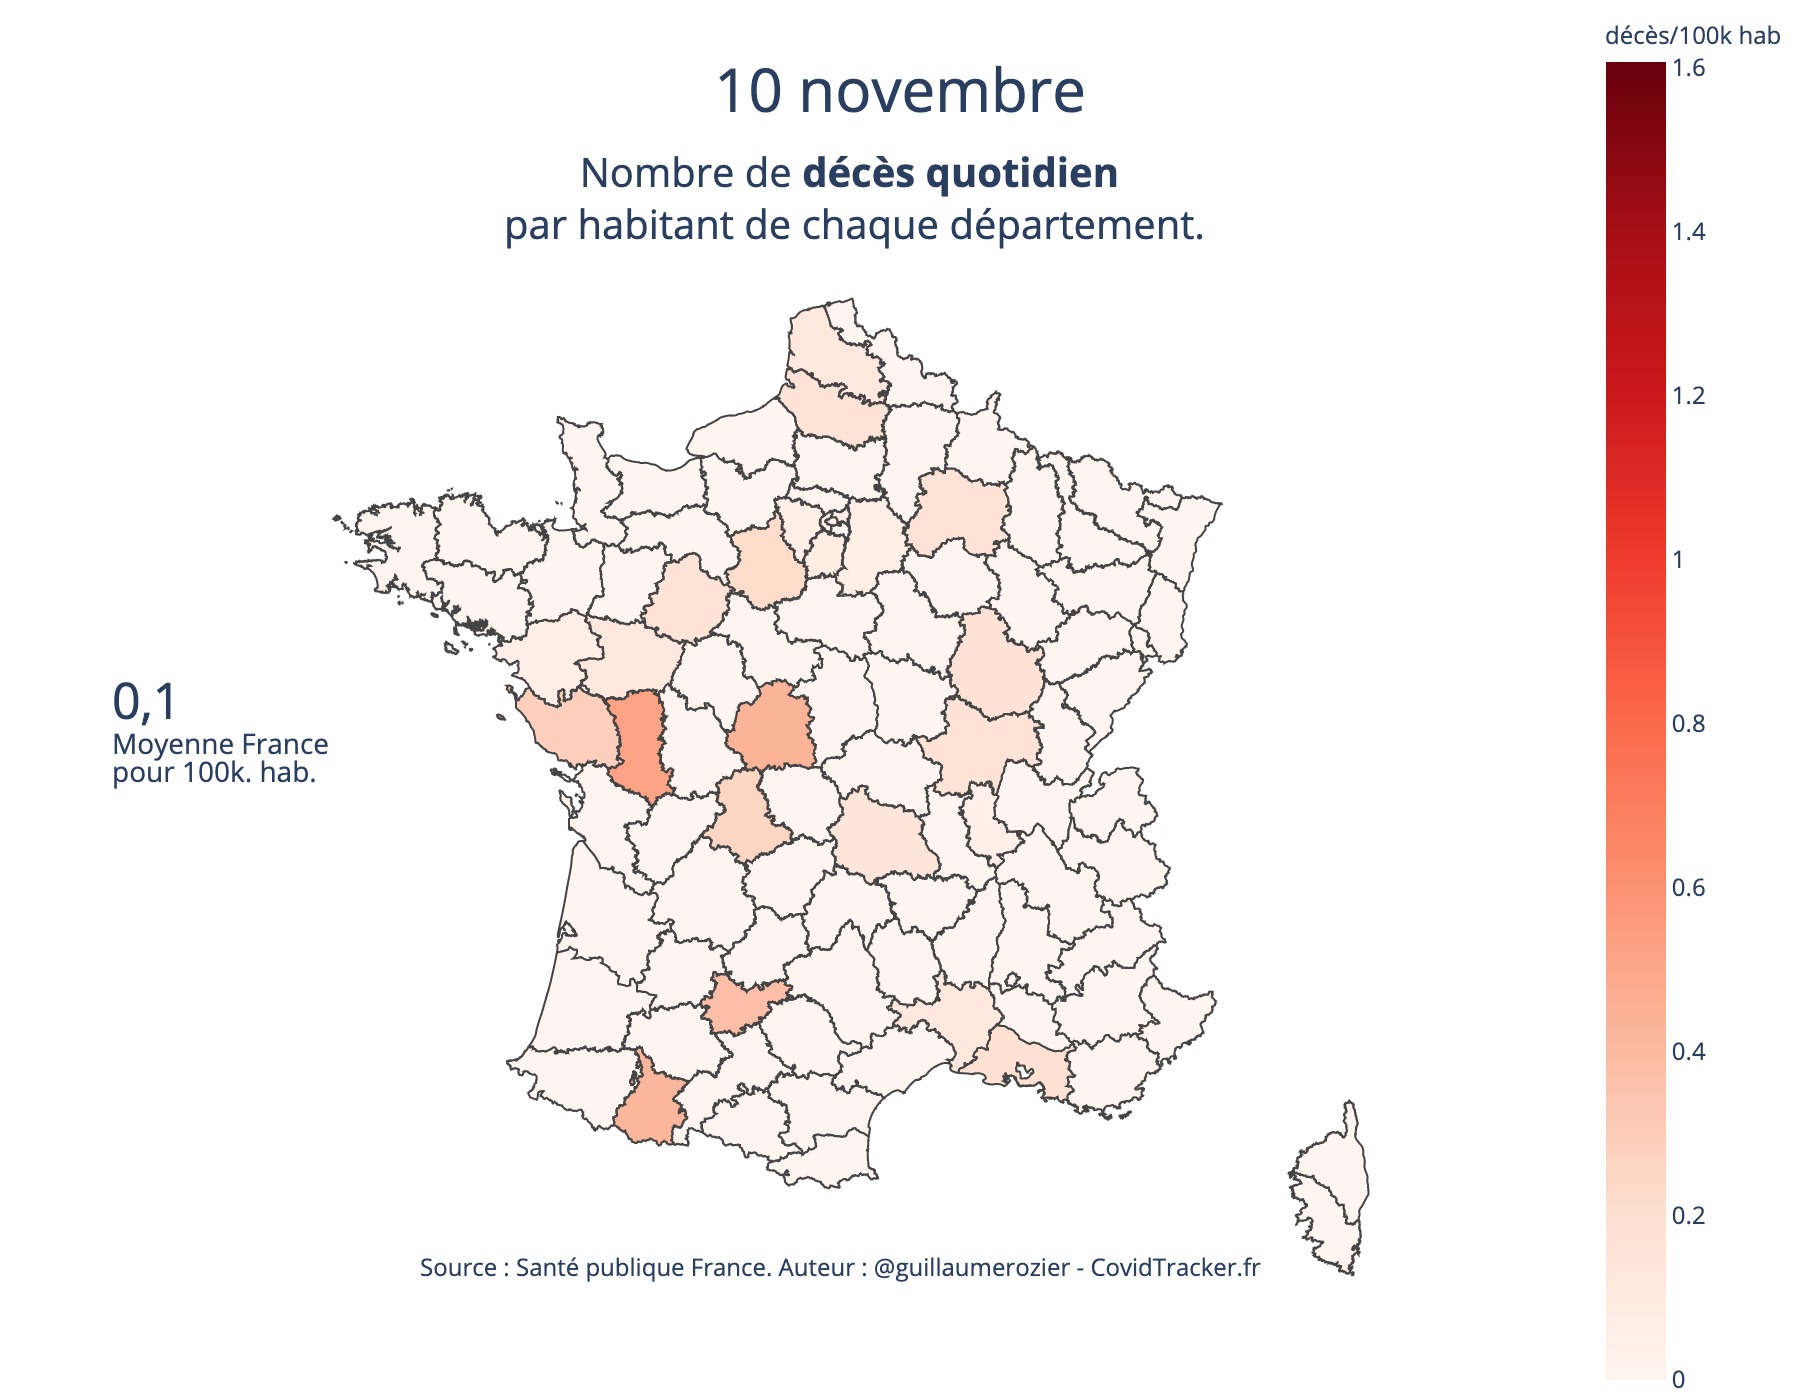 décès/100k hab
10 novembre
Nombre de décès quotidien
par habitant de chaque département.
1.6
1.4
1.2
1
0.8
0.6
0.4
0.2
0
0,1
Moyenne France
pour 100k. hab.
Source : Santé publique France. Auteur : @guillaumerozier - CovidTracker.fr